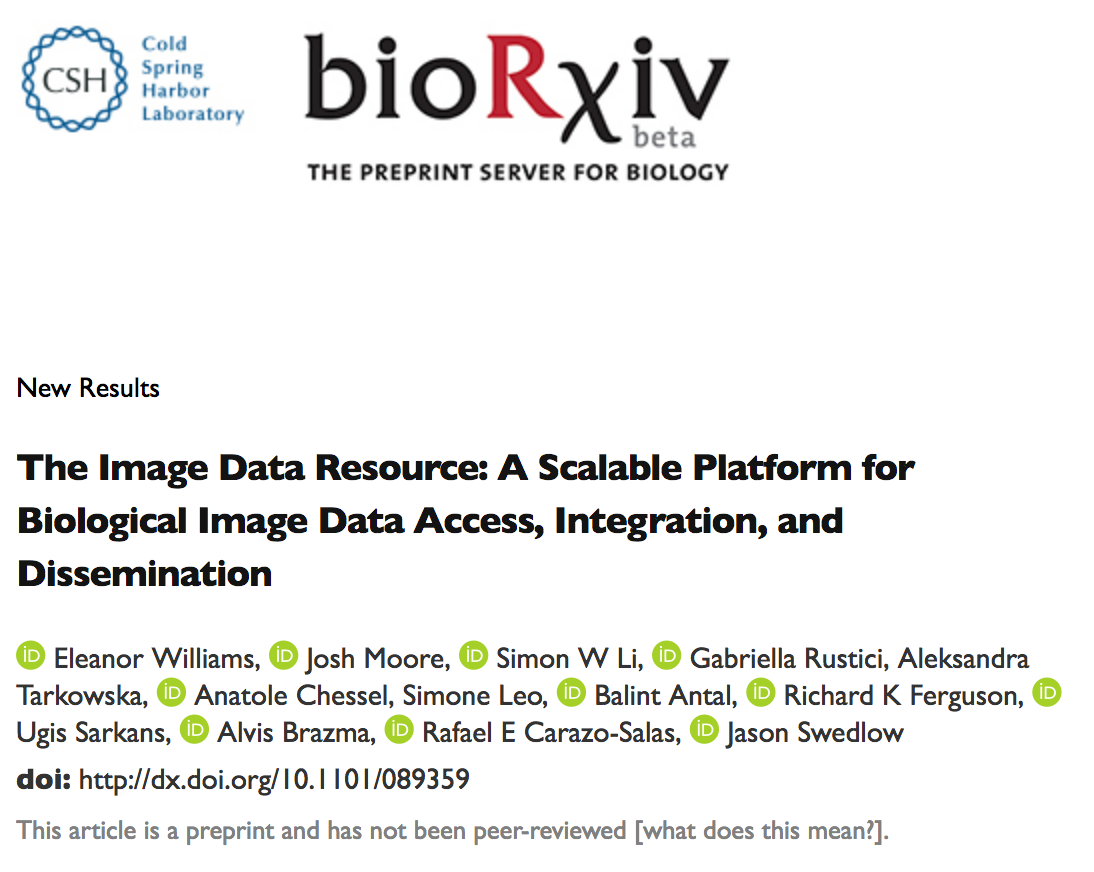 CSH
Cold
Spring
Harbor
Laboratory
bioRxiv
beta
THE PREPRINT SERVER FOR BIOLOGY
New Results
The Image Data Resource: A Scalable Platform for
Biological Image Data Access, Integration, and
Dissemination
iD Eleanor Williams, iD Josh Moore, iD Simon W Li, iD Gabriella Rustici, Aleksandra
Tarkowska, iD Anatole Chessel, Simone Leo, iD Balint Antal, iD Richard K Ferguson, iD
Ugis Sarkans, iD Alvis Brazma, iD Rafael E Carazo-Salas, iD Jason Swedlow
doi: http://dx.doi.org/10.1101/089359
This article is a preprint and has not been peer-reviewed [what does this mean?].